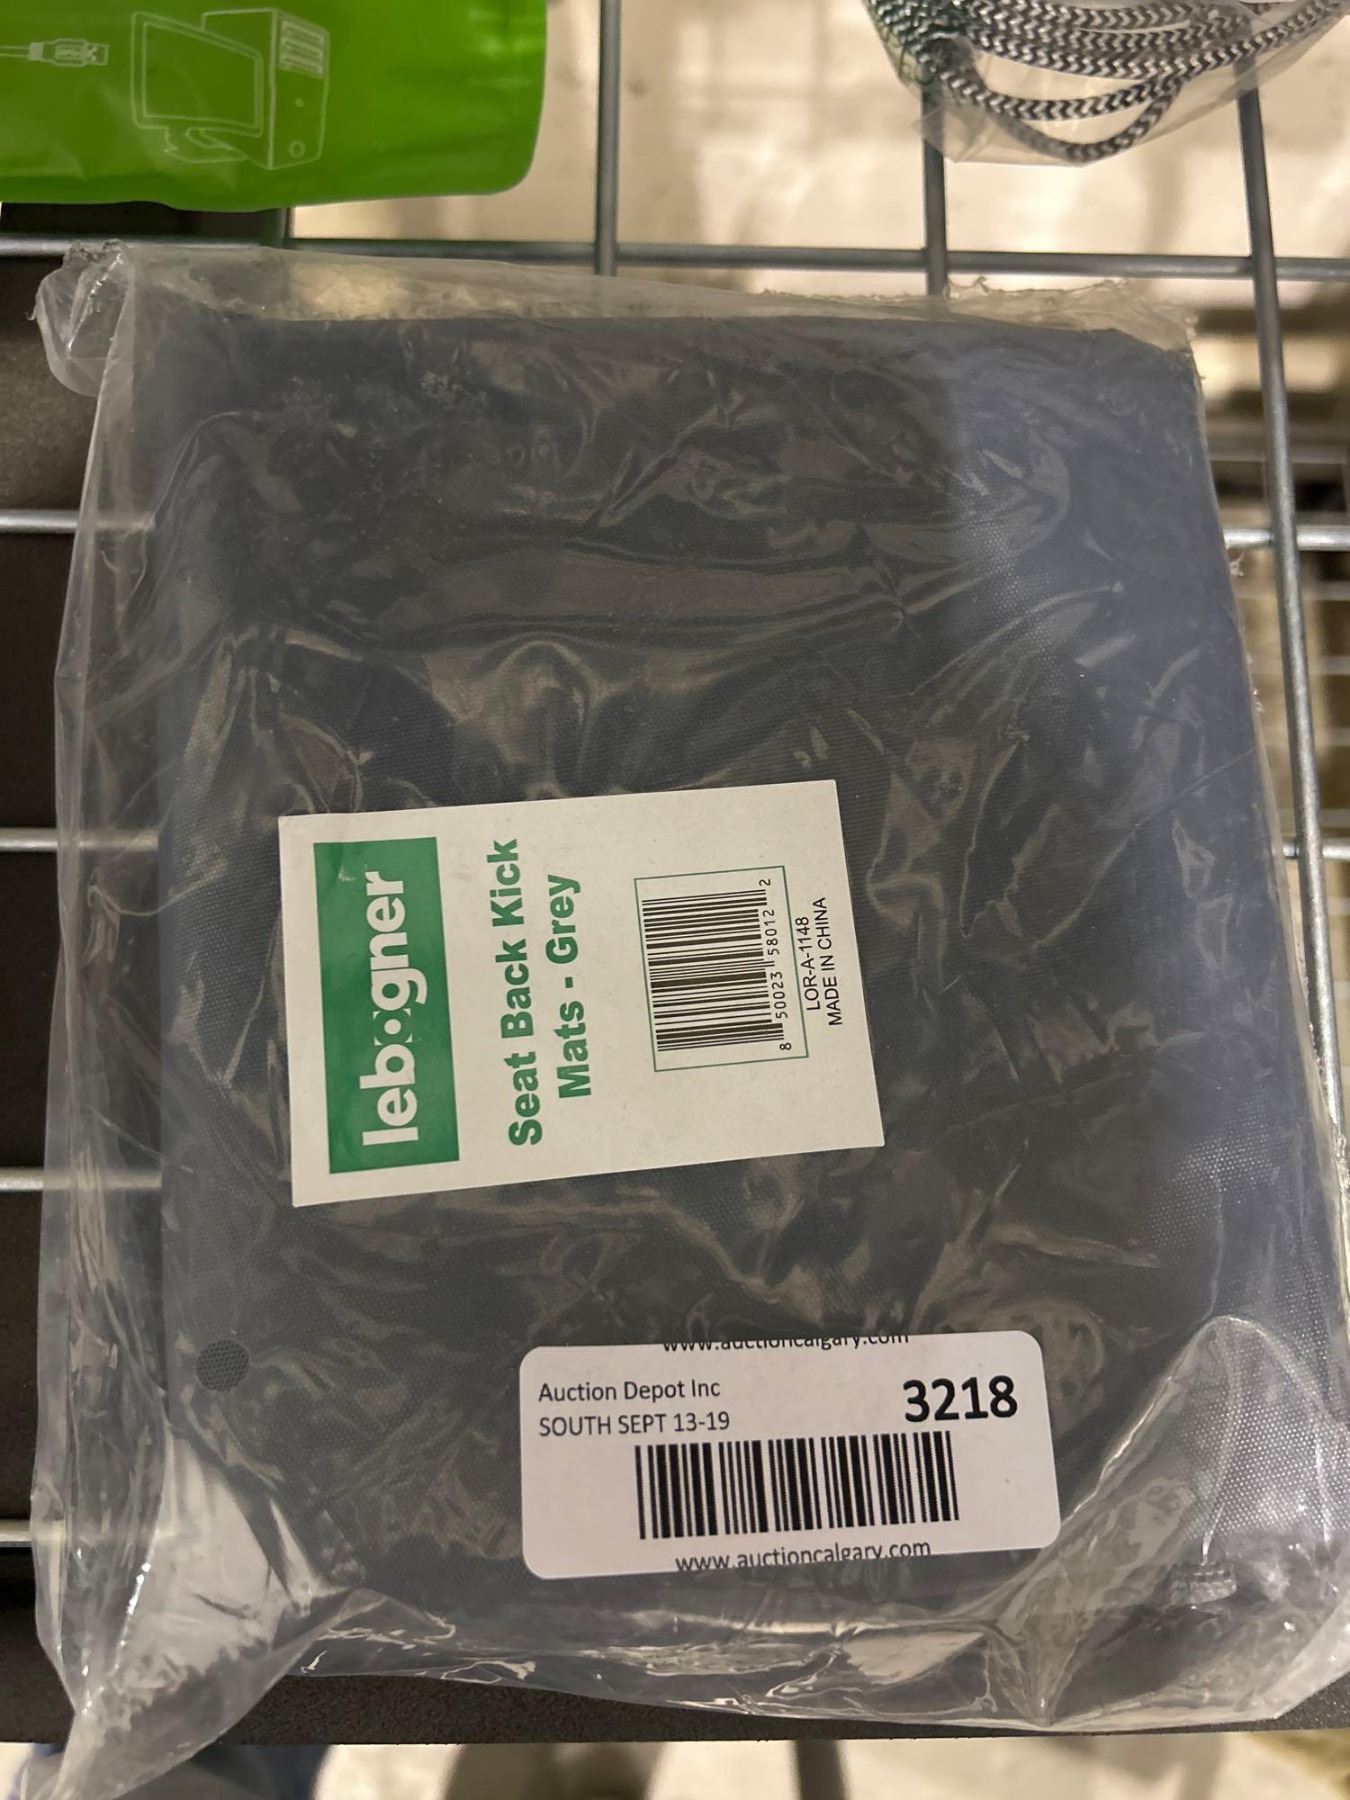 lebogner
Seat Back Kick
Mats - Grey
8 50023 58012 2
LOR-A-1148
MADE IN CHINA
www.auctioncalgary.com
Auction Depot Inc
3218
SOUTH SEPT 13-19
www.auctioncalgary.com